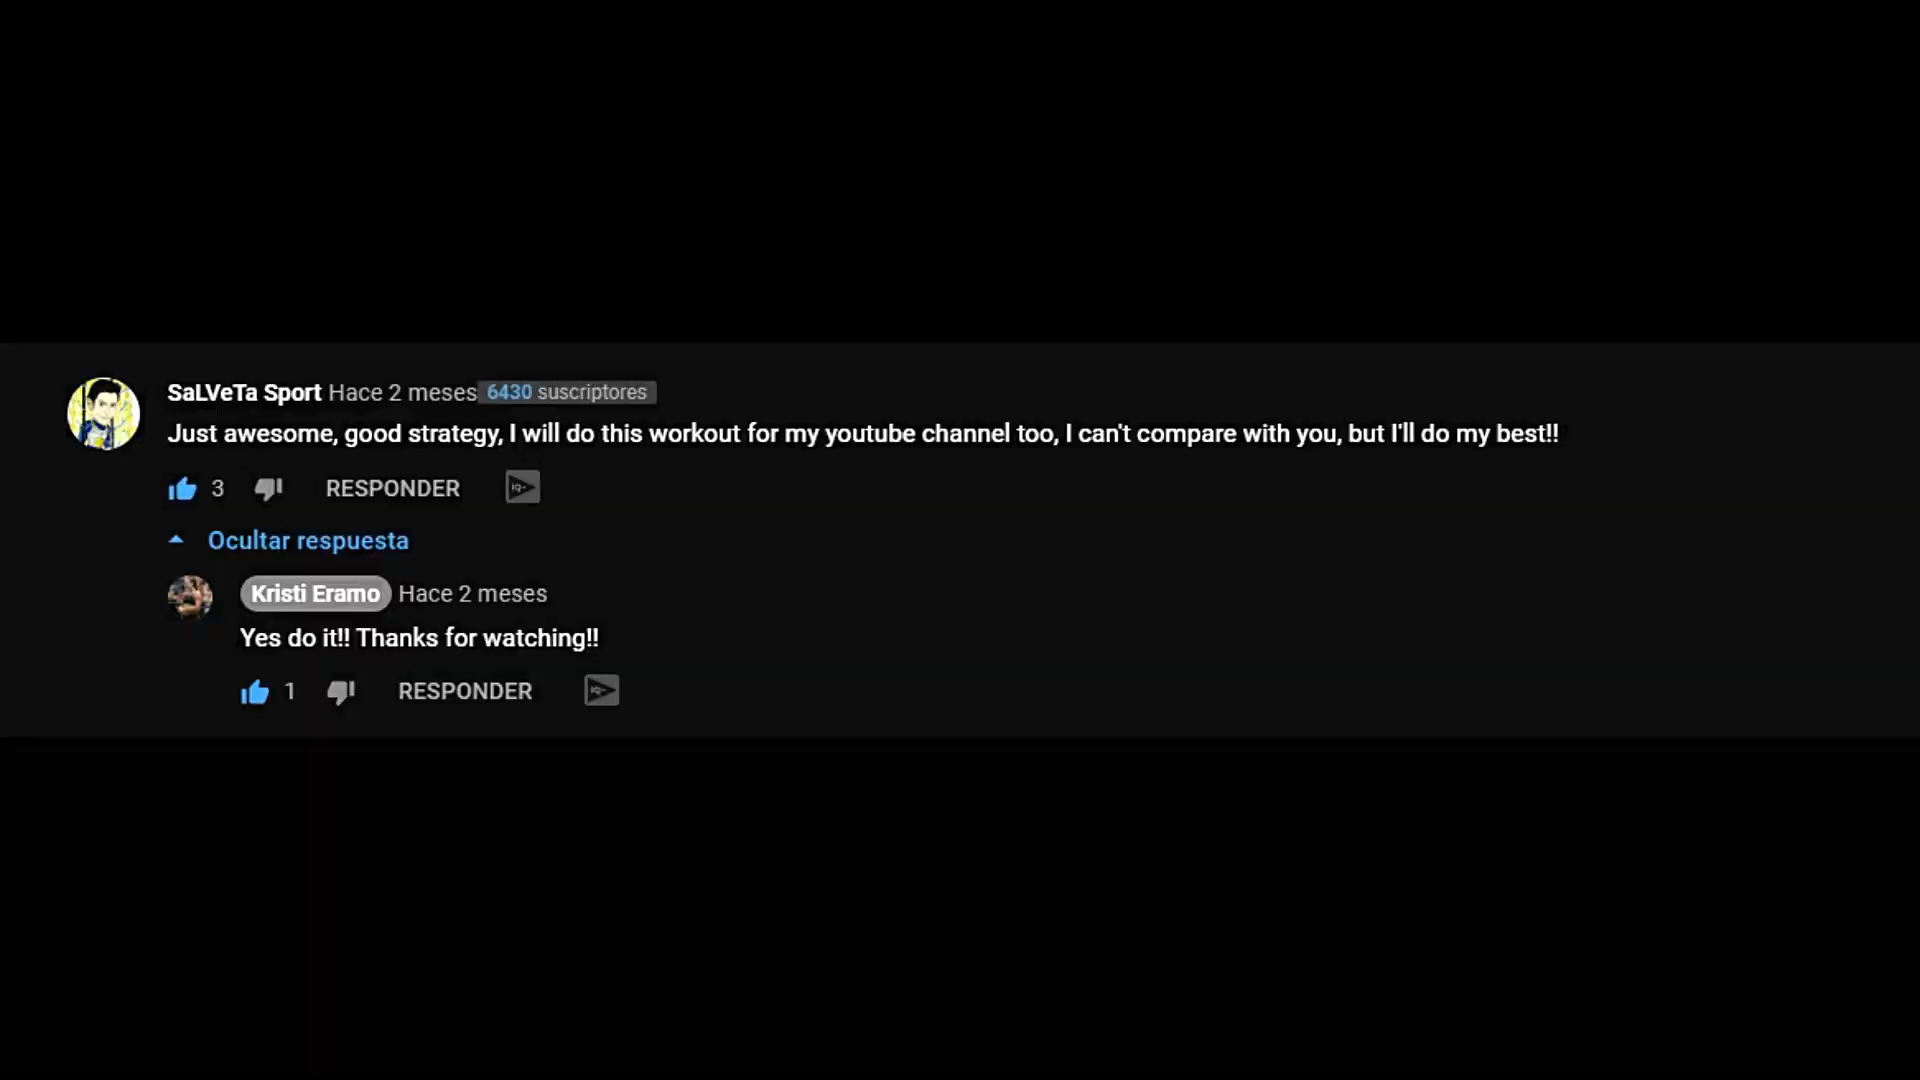 SaLVeTa Sport Hace 2 meses 6430 suscriptores
Just awesome, good strategy, I will do this workout for my youtube channel too, I can't compare with you, but I'll do my best!!
3 RESPONDER IQ
Ocultar respuesta
Kristi Eramo Hace 2 meses
Yes do it!! Thanks for watching!!
1 RESPONDER IQ